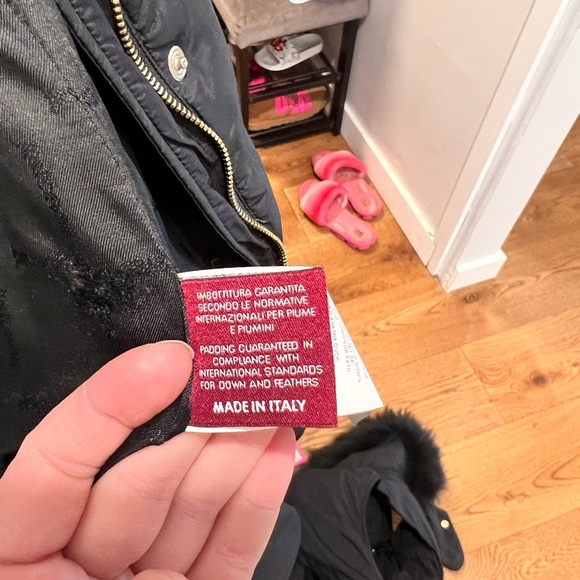 IMBOTTITURA GARANTITA
SECONDO LE NORMATIVE
INTERNAZIONALI PER PIUME
E PIUMINI
PADDING GUARANTEED IN
COMPLIANCE WITH
INTERNATIONAL STANDARDS
FOR DOWN AND FEATHERS
MADE IN ITALY